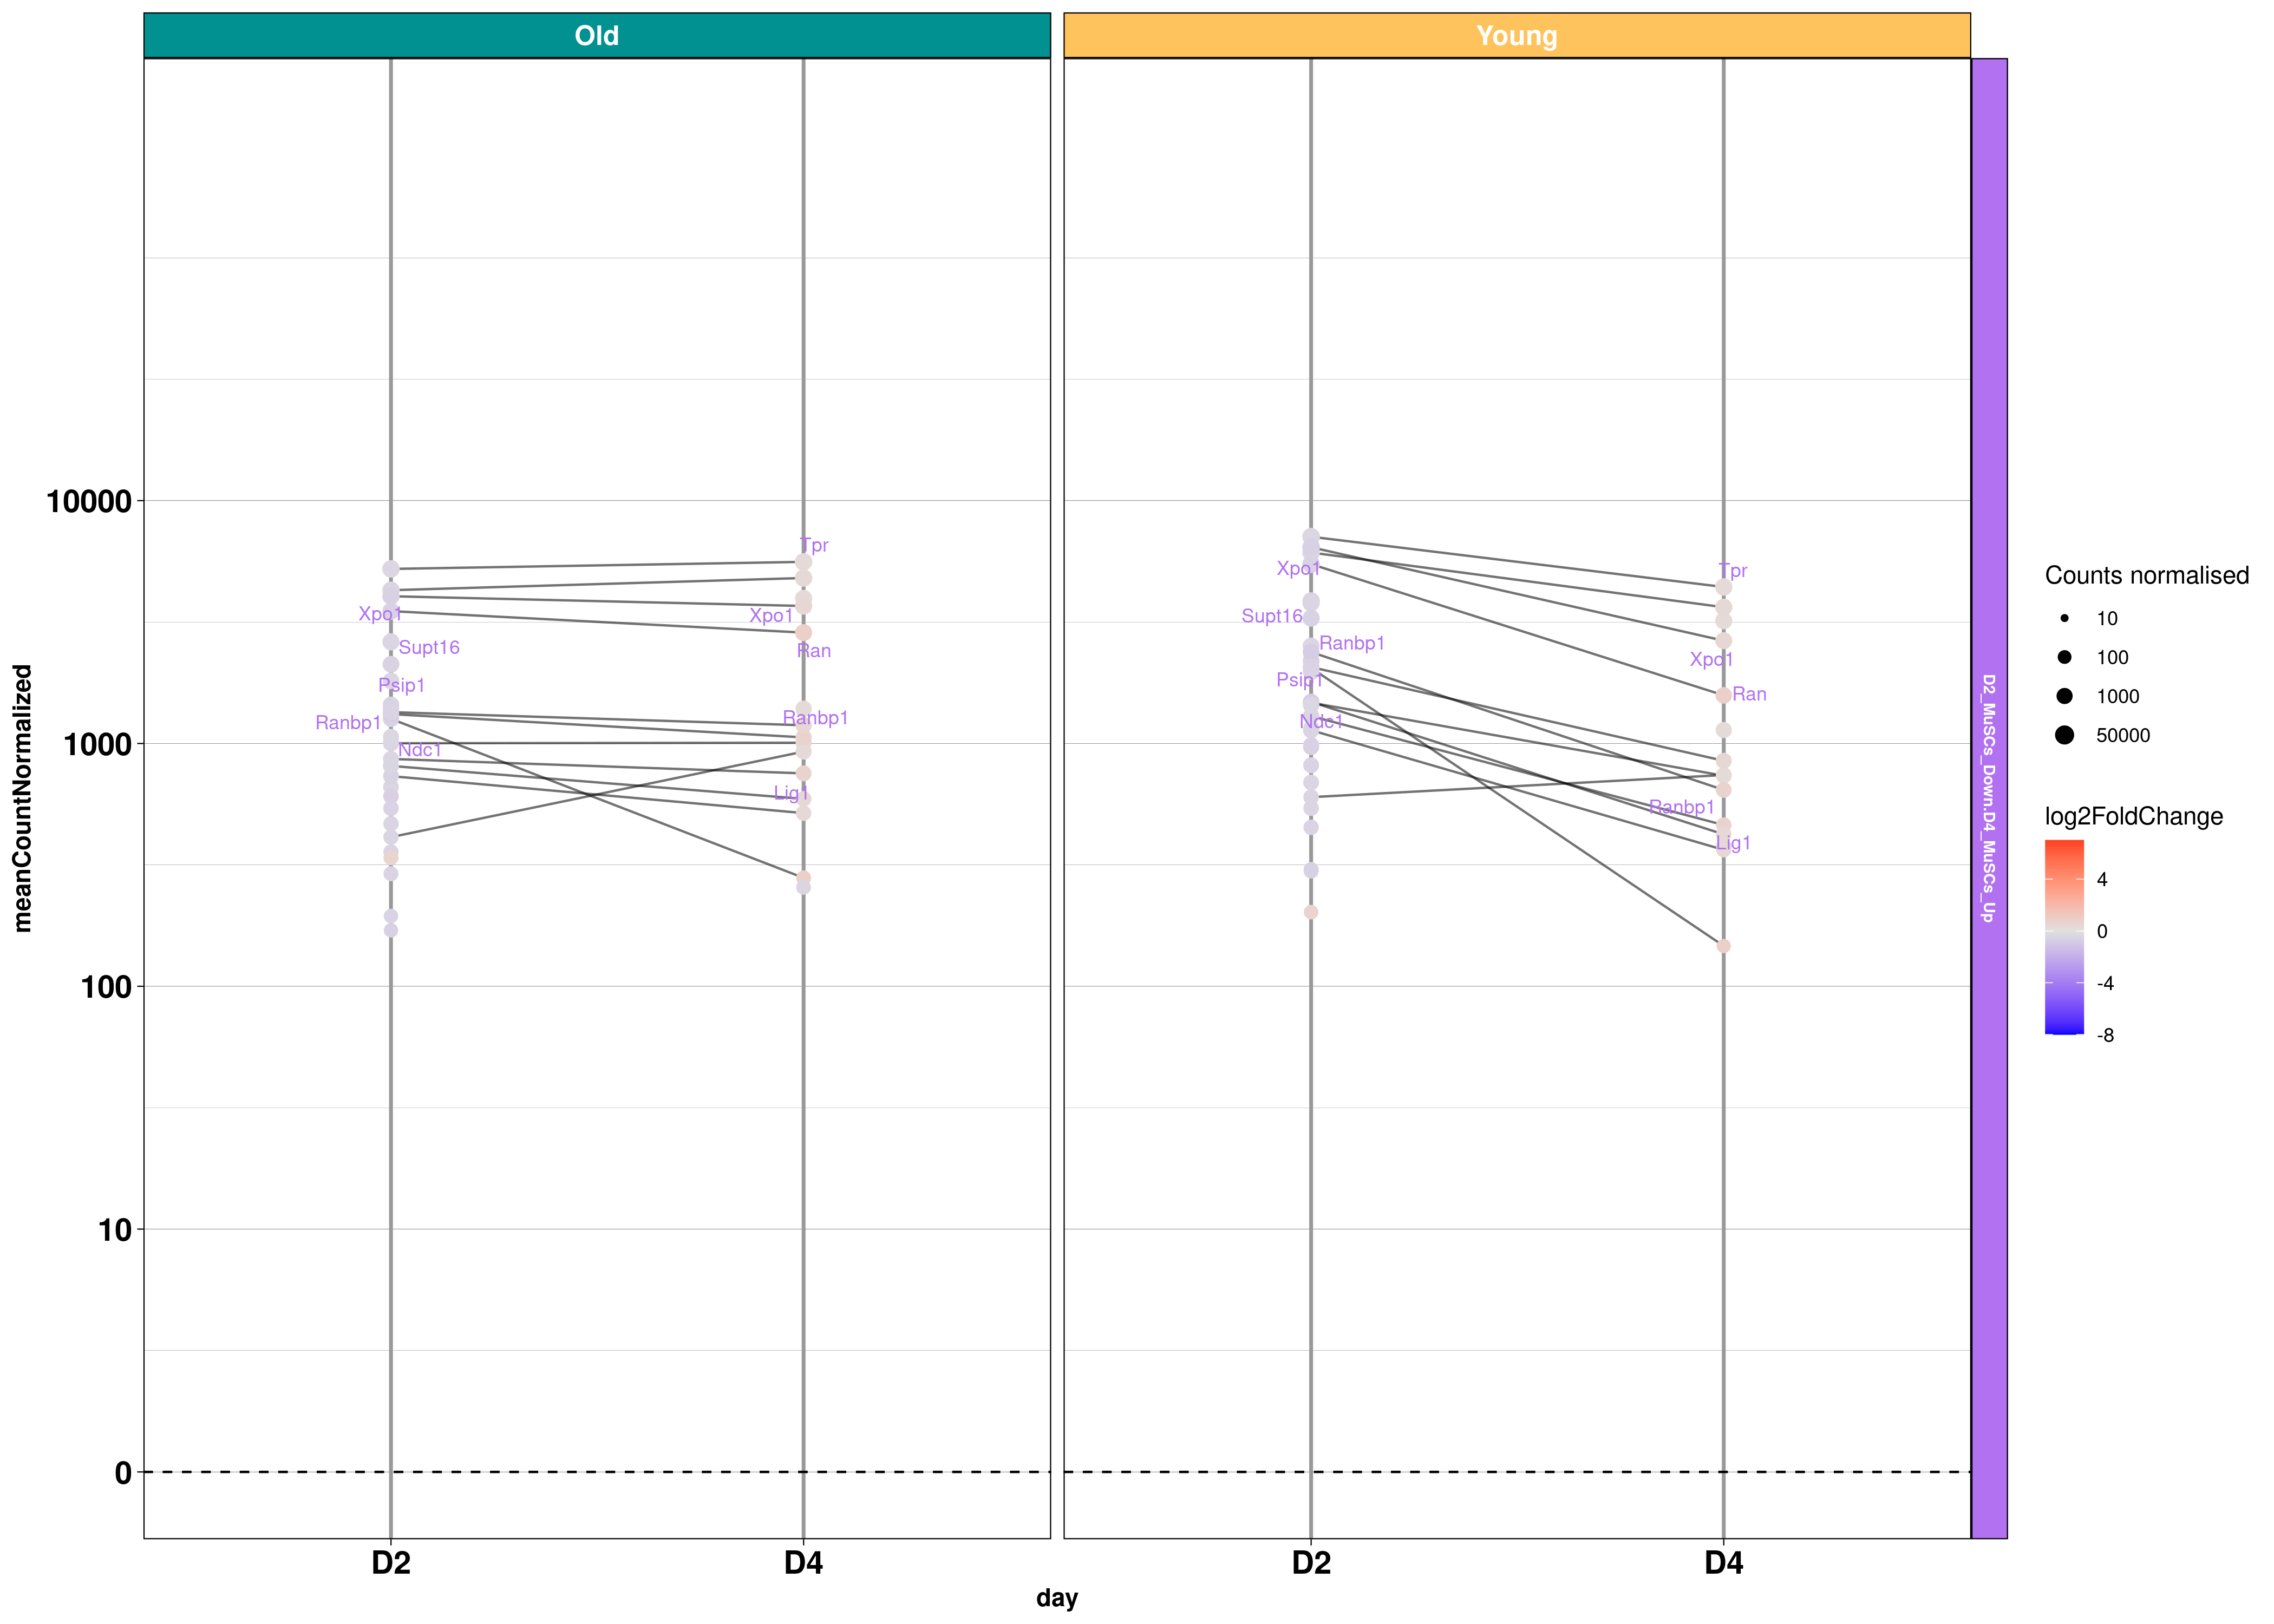 Old
Young
meanCountNormalized
10000
1000
100
10
0
Tpr
Xpo1
Xpo1
Supt16
Ran
Psip1
Ranbp1
Ranbp1
Ndc1
Lig1
Xpo1
Tpr
Supt16
Ranbp1
Xpo1
Psip1
Ran
Ndc1
Ranbp1
Lig1
D2_MuSCs_Down.D4_MuSCs_Up
D2
D4
D2
D4
day
Counts normalised
10
100
1000
50000
log2FoldChange
4
0
-4
-8